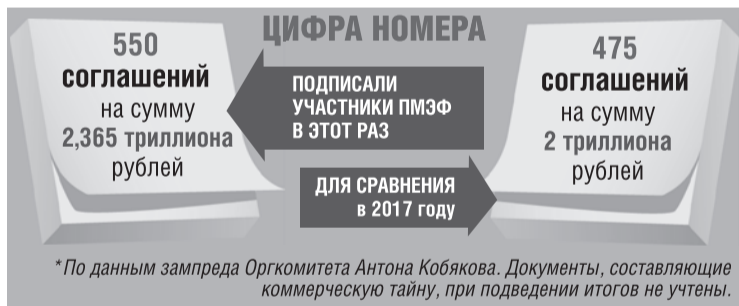 ЦИФРА НОМЕРА
550
соглашений
на сумму
2,365 триллиона
рублей
ПОДПИСАЛИ
УЧАСТНИКИ ПМЭФ
В ЭТОТ РАЗ
475
соглашений
на сумму
2 триллиона
рублей
ДЛЯ СРАВНЕНИЯ
в 2017 году
*По данным зампреда Оргкомитета Антона Кобякова. Документы, составляющие
коммерческую тайну, при подведении итогов не учтены.